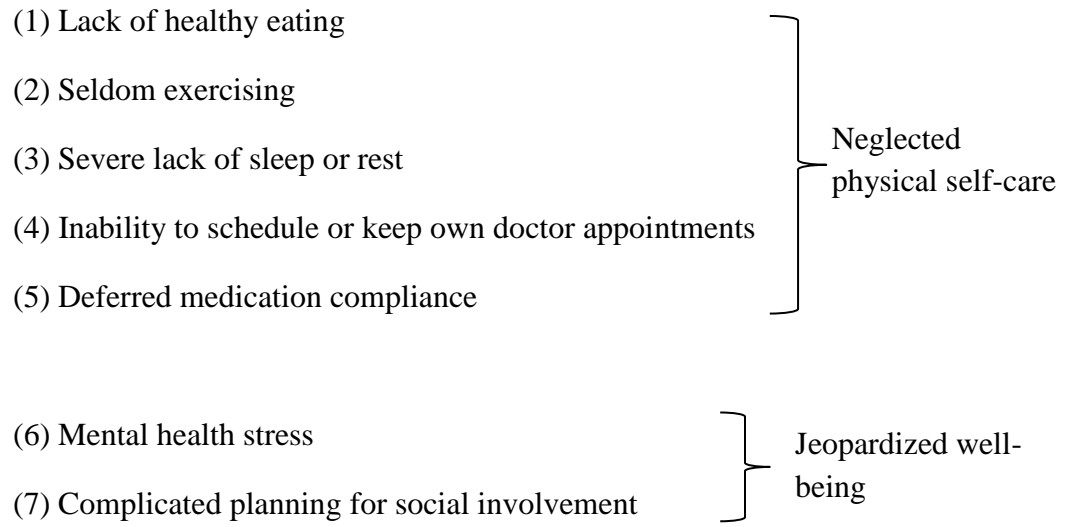 (1) Lack of healthy eating
(2) Seldom exercising
(3) Severe lack of sleep or rest
(4) Inability to schedule or keep own doctor appointments
(5) Deferred medication compliance
Neglected
physical self-care
(6) Mental health stress
(7) Complicated planning for social involvement
Jeopardized well-
being